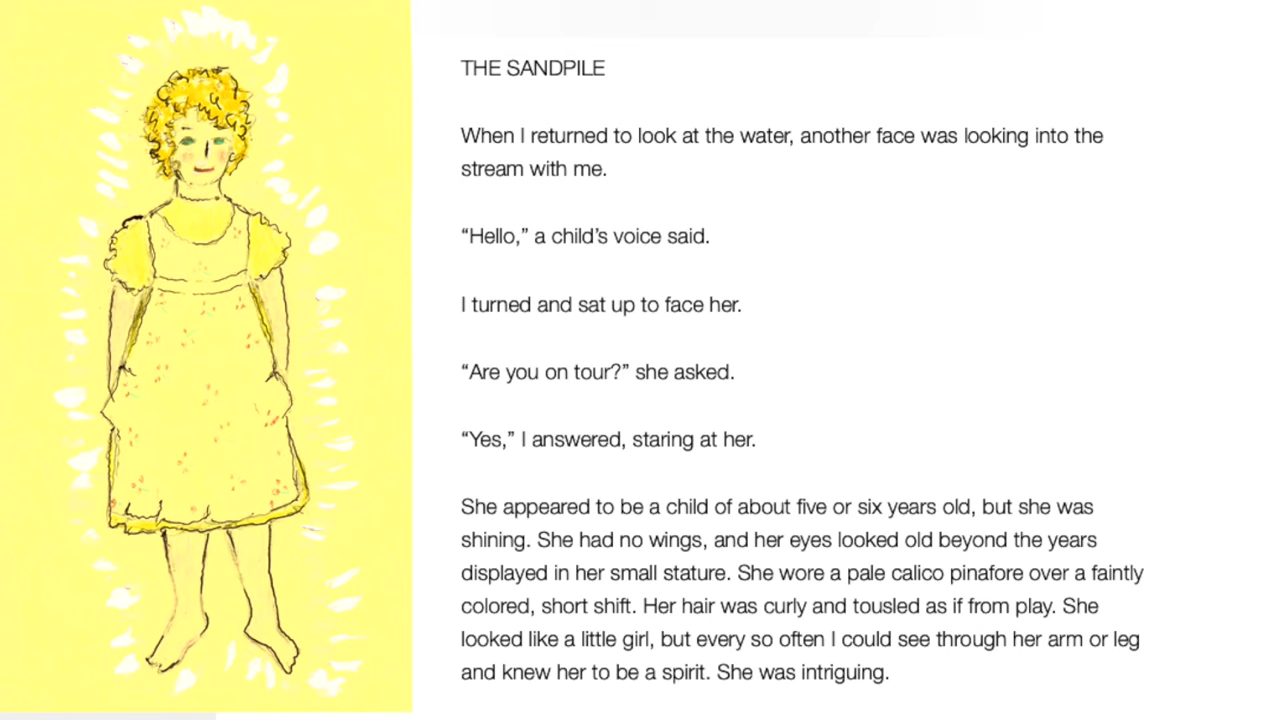 THE SANDPILE
When I returned to look at the water, another face was looking into the
stream with me.
“Hello,” a child’s voice said.
I turned and sat up to face her.
“Are you on tour?” she asked.
“Yes,” I answered, staring at her.
She appeared to be a child of about five or six years old, but she was
shining. She had no wings, and her eyes looked old beyond the years
displayed in her small stature. She wore a pale calico pinafore over a faintly
colored, short shift. Her hair was curly and tousled as if from play. She
looked like a little girl, but every so often I could see through her arm or leg
and knew her to be a spirit. She was intriguing.